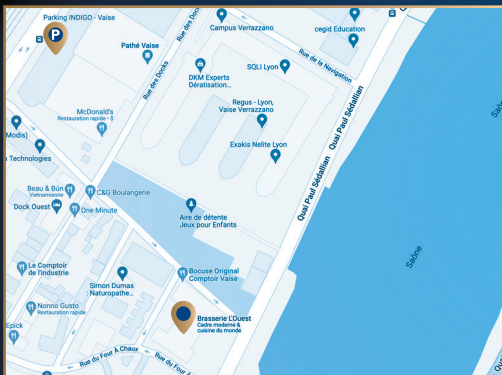 Parking INDIGO - Vaise
P
Pathé Vaise
Rue des Docks
Campus Verrazzano
cegid Education
Rue de la Navigation
SQLI Lyon
DKM Experts
Dératisation...
Regus - Lyon,
Vaise Verrazzano
McDonald's
Restauration rapide - $
Exakis Nelite Lyon
Modis)
Technologies
Quai Paul Sédallian
Quai Paul Sédallian
Beau & Bún
Vietnamienne
C&G Boulangerie
Dock Ouest
One Minute
Aire de détente
Jeux pour Enfants
Saône
Le Comptoir
de l'industrie
Bocuse Original
Comptoir Vaise
Simon Dumas
: Naturopathe...
Nonno Gusto
Restauration rapide
Brasserie L'Ouest
Cadre moderne &
cuisine du monde
Epick
Rue du Four À Chaux
Rue du Four À